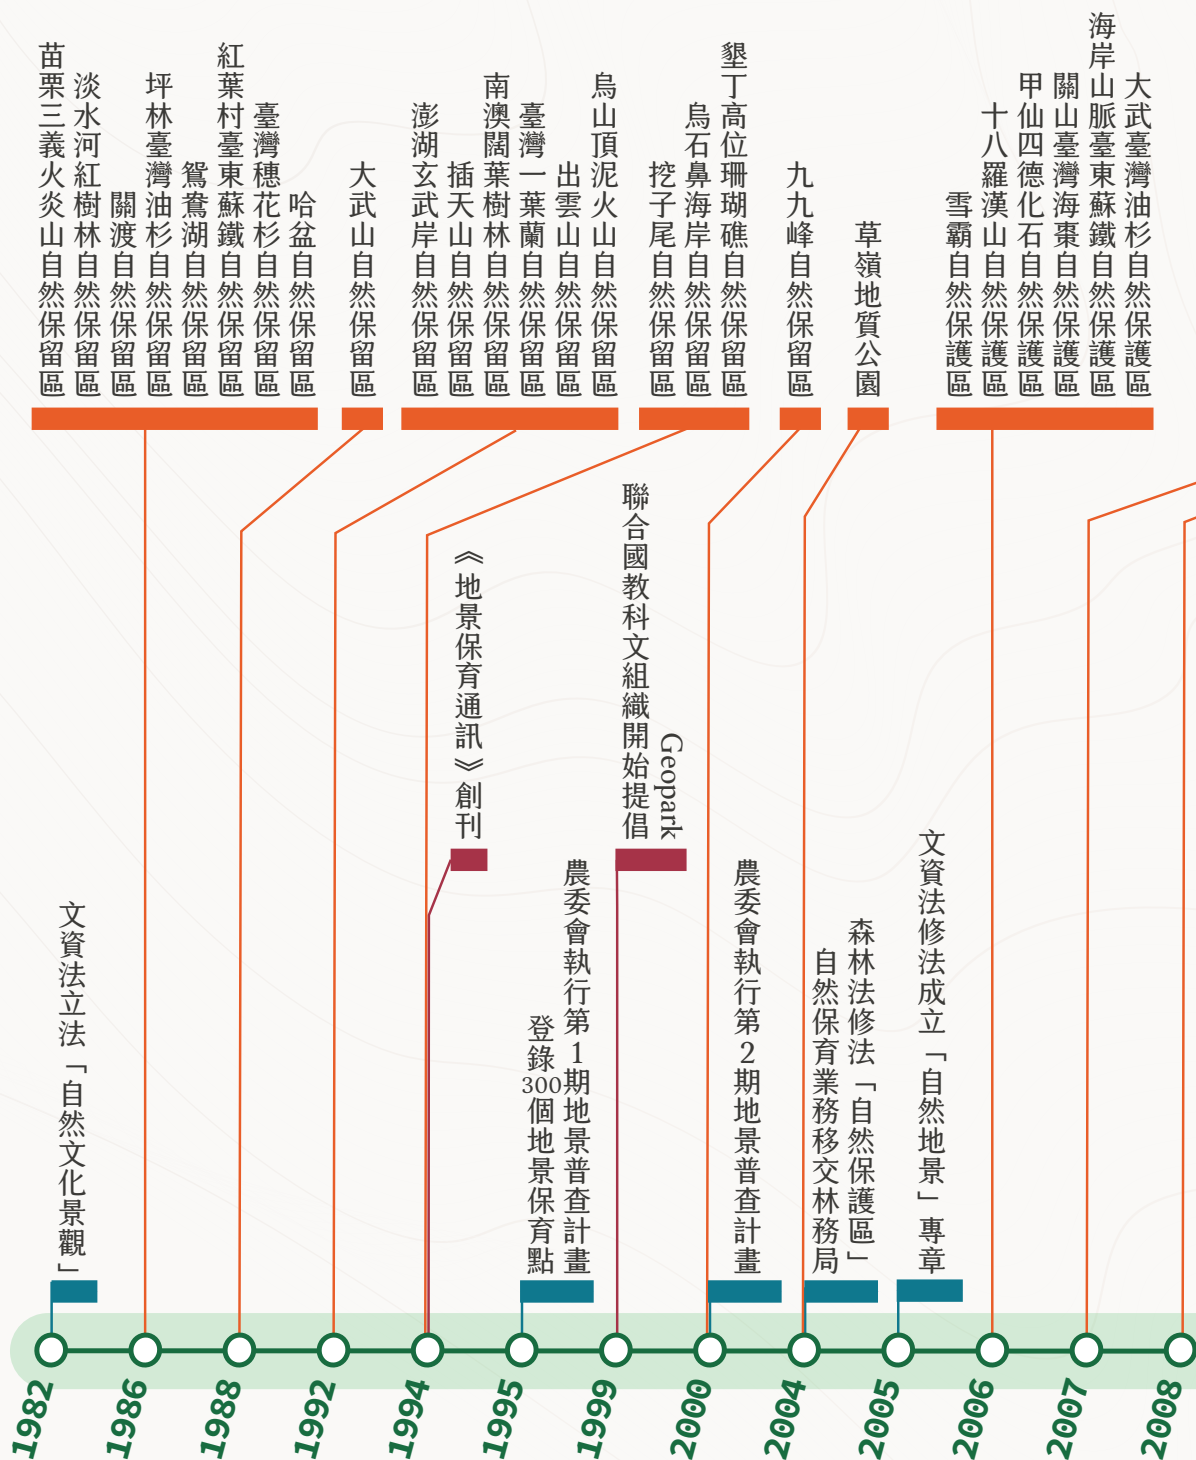 苗栗三義火炎山自然保留區
淡水河紅樹林自然保留區
關渡自然保留區
坪林臺灣油杉自然保留區
鴛鴦湖自然保留區
紅葉村臺東蘇鐵自然保留區
臺灣穗花杉自然保留區
哈盆自然保留區
大武山自然保留區
澎湖玄武岸自然保留區
插天山自然保留區
南澳闊葉樹林自然保留區
臺灣一葉蘭自然保留區
出雲山自然保留區
烏山頂泥火山自然保留區
挖子尾自然保留區
烏石鼻海岸自然保留區
墾丁高位珊瑚礁自然保留區
九九峰自然保留區
草嶺地質公園
雪霸自然保護區
十八羅漢山自然保護區
甲仙四德化石自然保護區
關山臺灣海棗自然保護區
海岸山脈臺東蘇鐵自然保護區
大武臺灣油杉自然保護區
《地景保育通訊》創刊
聯合國教科文組織開始提倡
Geopark
文資法立法「自然文化景觀」
農委會執行第1期地景普查計畫
登錄300個地景保育點
農委會執行第2期地景普查計畫
森林法修法「自然保護區」
自然保育業務移交林務局
文資法修法成立「自然地景」專章
1982
1986
1988
1992
1994
1995
1999
2000
2004
2005
2006
2007
2008